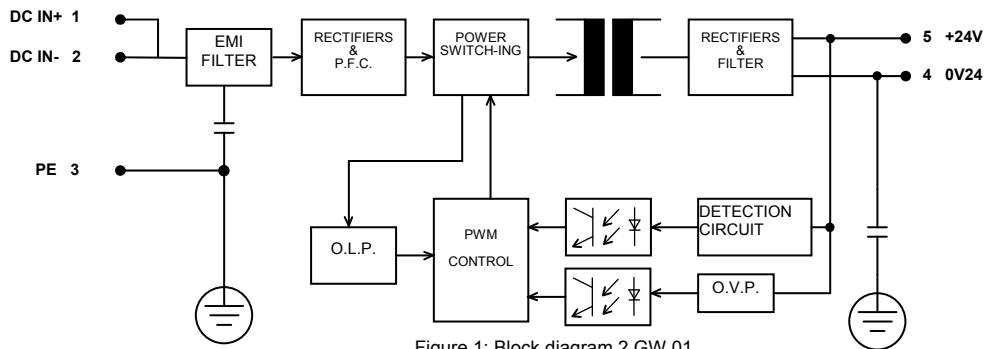 DC IN+ 1
DC IN- 2
PE 3
EMI
FILTER
RECTIFIERS
&
P.F.C.
POWER
SWITCH-ING
RECTIFIERS
&
FILTER
5 +24V
4 0V24
O.L.P.
PWM
CONTROL
DETECTION
CIRCUIT
O.V.P.
Figure 1: Block diagram 2 GW 01